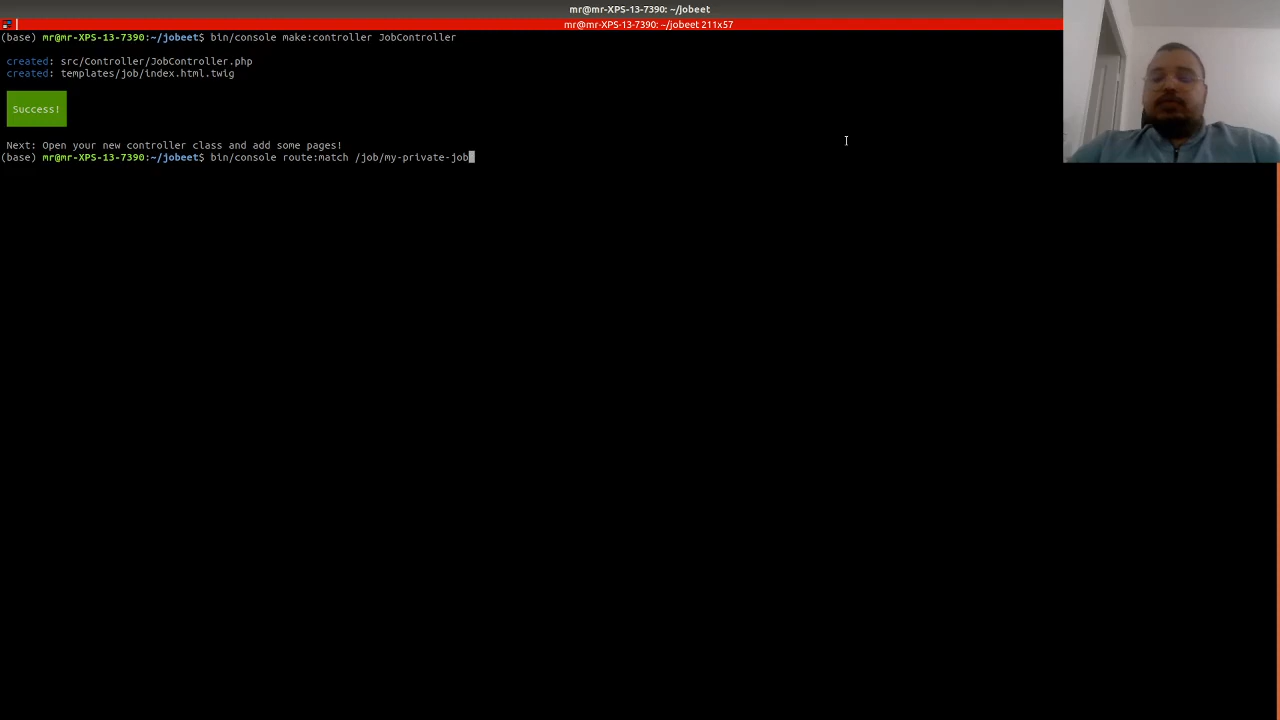 mr@mr-XPS-13-7390: ~/jobeet
mr@mr-XPS-13-7390: ~/jobeet 211x57
(base) mr@mr-XPS-13-7390:~/jobeet$ bin/console make:controller JobController
created: src/Controller/JobController.php
created: templates/job/index.html.twig
Success!
Next: Open your new controller class and add some pages!
(base) mr@mr-XPS-13-7390:~/jobeet$ bin/console route:match /job/my-private-job